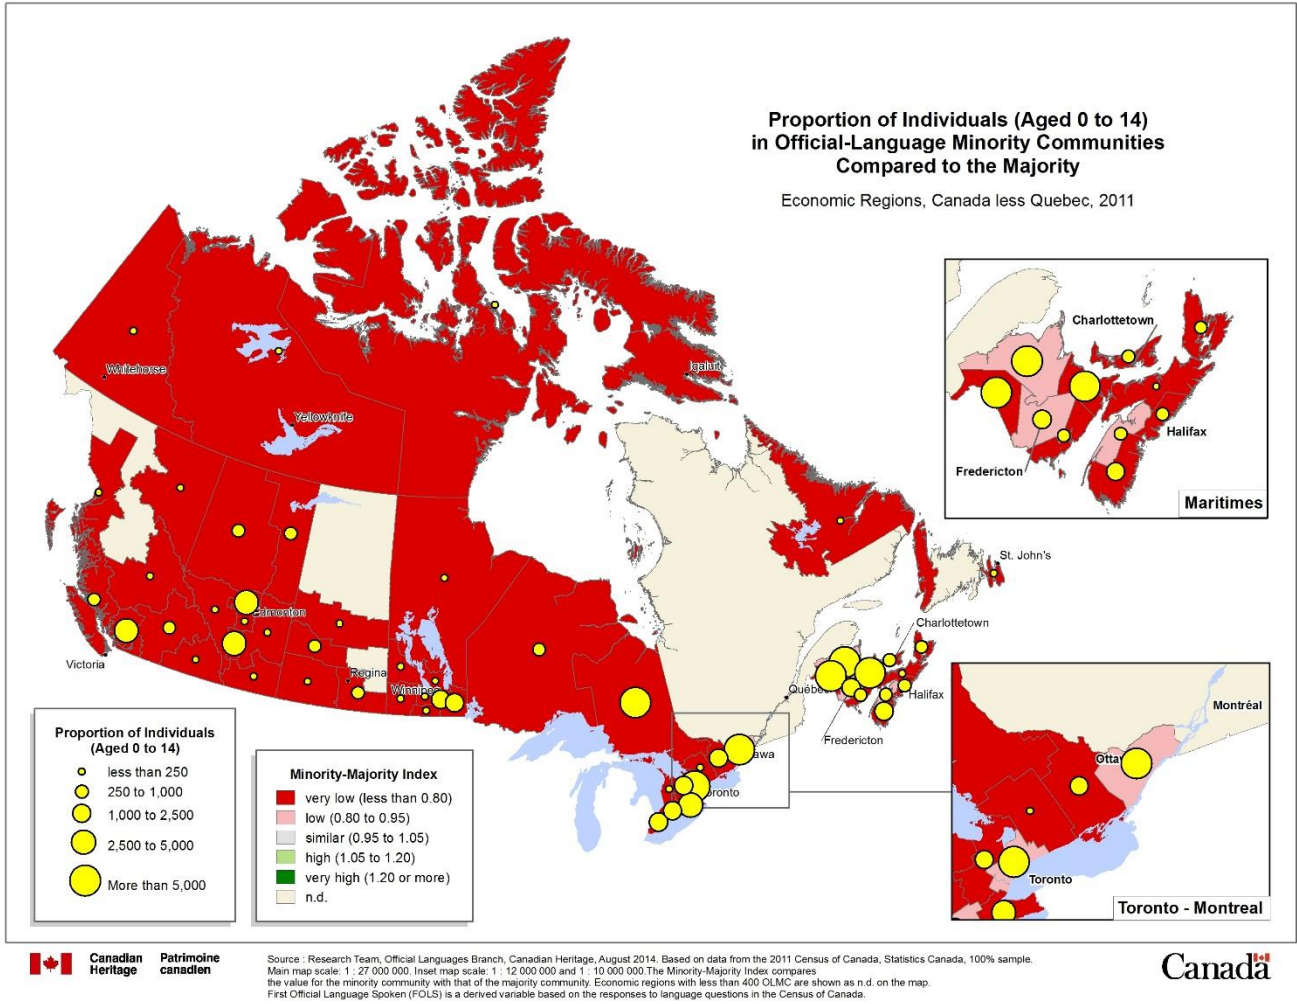 Proportion of Individuals (Aged 0 to 14)
in Official-Language Minority Communities
Compared to the Majority
Economic Regions, Canada less Quebec, 2011
Charlottetown
Halifax
Fredericton
Maritimes
Whitehorse
Iqaluit
Yellowknife
St. John's
Edmonton
Charlottetown
Victoria
Regina
Winnipeg
Québec
Halifax
Fredericton
Montréal
Otta
awa
oronto
Toronto
Toronto - Montreal
Proportion of Individuals
(Aged 0 to 14)
less than 250
250 to 1,000
1,000 to 2,500
2,500 to 5,000
More than 5,000
Minority-Majority Index
very low (less than 0.80)
low (0.80 to 0.95)
similar (0.95 to 1.05)
high (1.05 to 1.20)
very high (1.20 or more)
n.d.
Canadian Heritage
Patrimoine canadien
Source : Research Team, Official Languages Branch, Canadian Heritage, August 2014. Based on data from the 2011 Census of Canada, Statistics Canada, 100% sample.
Main map scale: 1 : 27 000 000. Inset map scale: 1 : 12 000 000 and 1 : 10 000 000.The Minority-Majority Index compares
the value for the minority community with that of the majority community. Economic regions with less than 400 OLMC are shown as n.d. on the map.
First Official Language Spoken (FOLS) is a derived variable based on the responses to language questions in the Census of Canada.
Canada